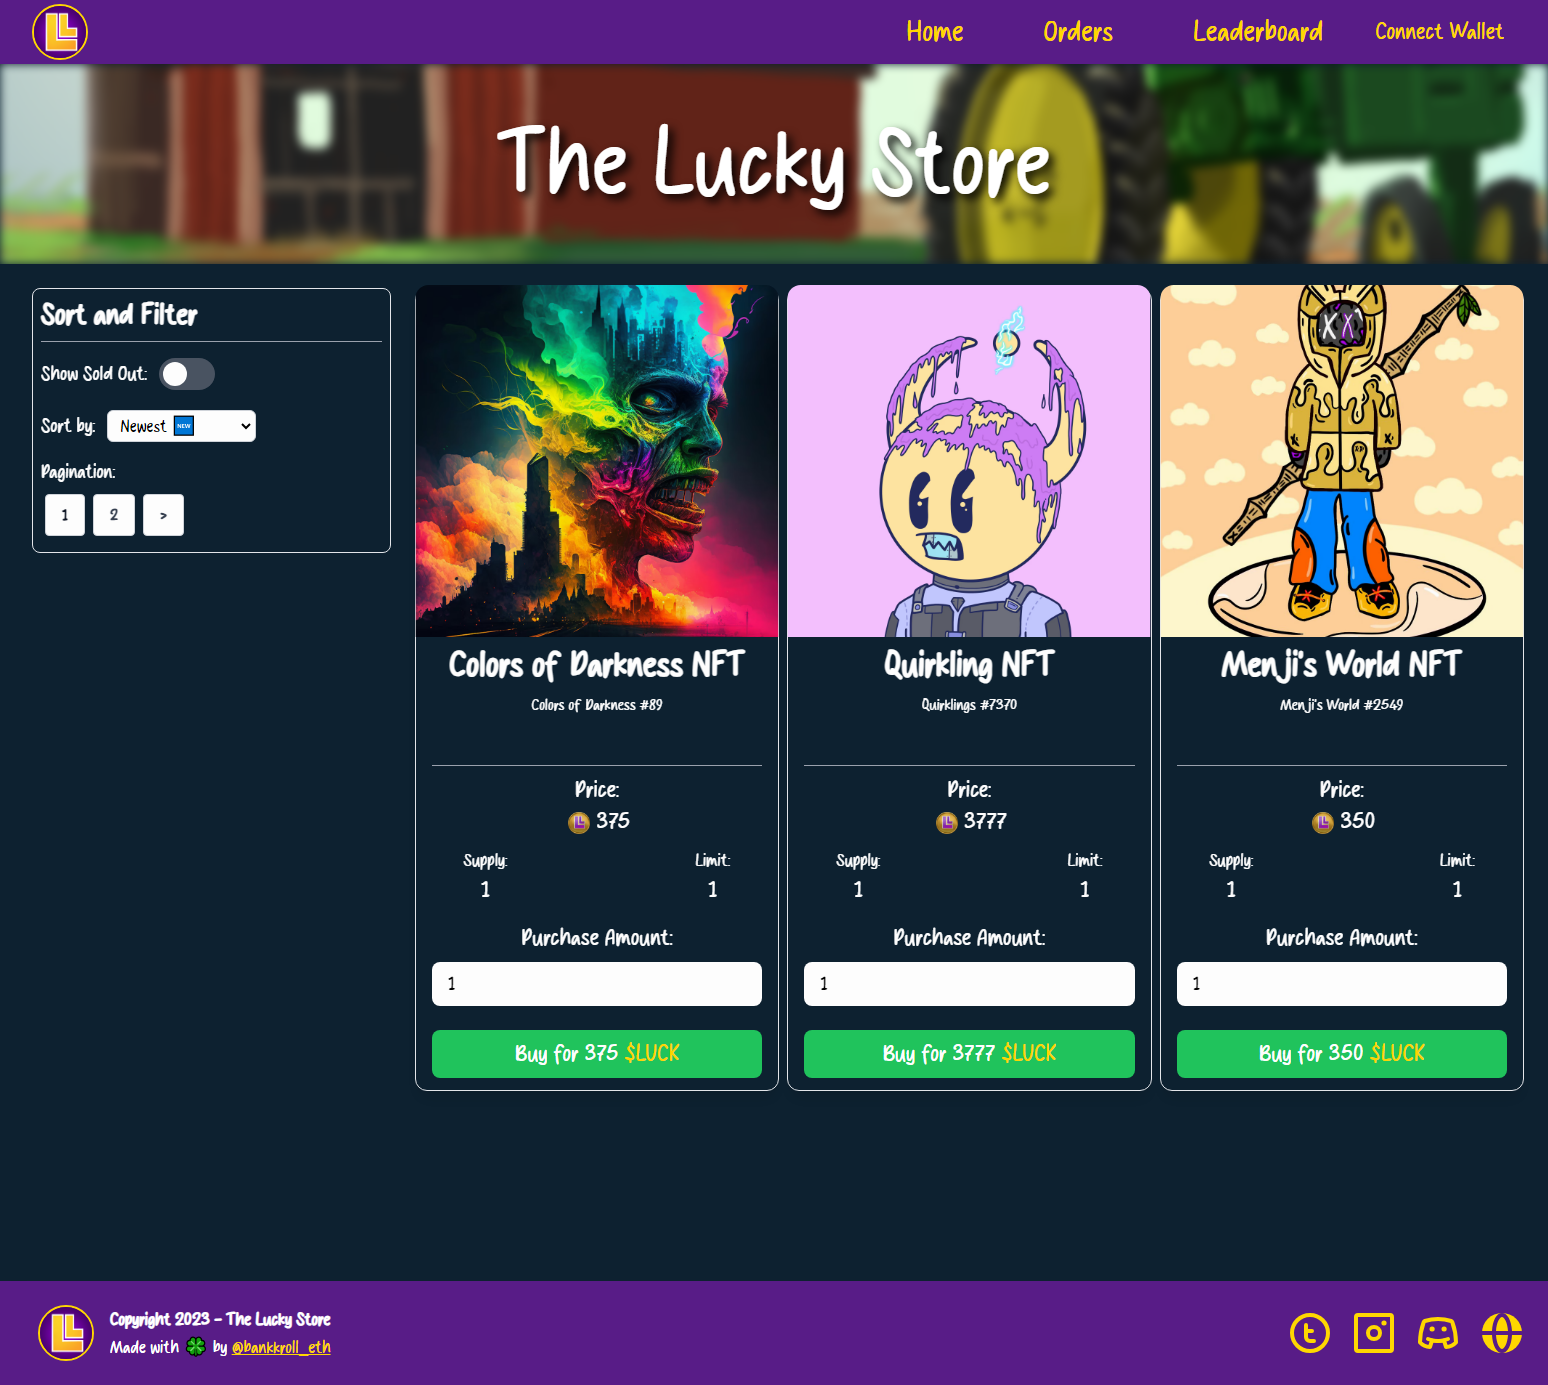 LL
Home
Orders
Leaderboard
Connect Wallet
The Lucky Store
Sort and Filter
Show Sold Out:
Sort by:
Newest 🆕
Pagination:
1
2
>
Colors of Darkness NFT
Colors of Darkness #89
Price:
375
Supply:
Limit:
1
1
Purchase Amount:
1
Buy for 375 $LUCK
Quirkling NFT
Quirklings #7370
Price:
3777
Supply:
Limit:
1
1
Purchase Amount:
1
Buy for 3777 $LUCK
Menji's World NFT
Menji's World #2549
Price:
350
Supply:
Limit:
1
1
Purchase Amount:
1
Buy for 350 $LUCK
LL
Copyright 2023 - The Lucky Store
Made with 🍀 by @bankkroll_eth